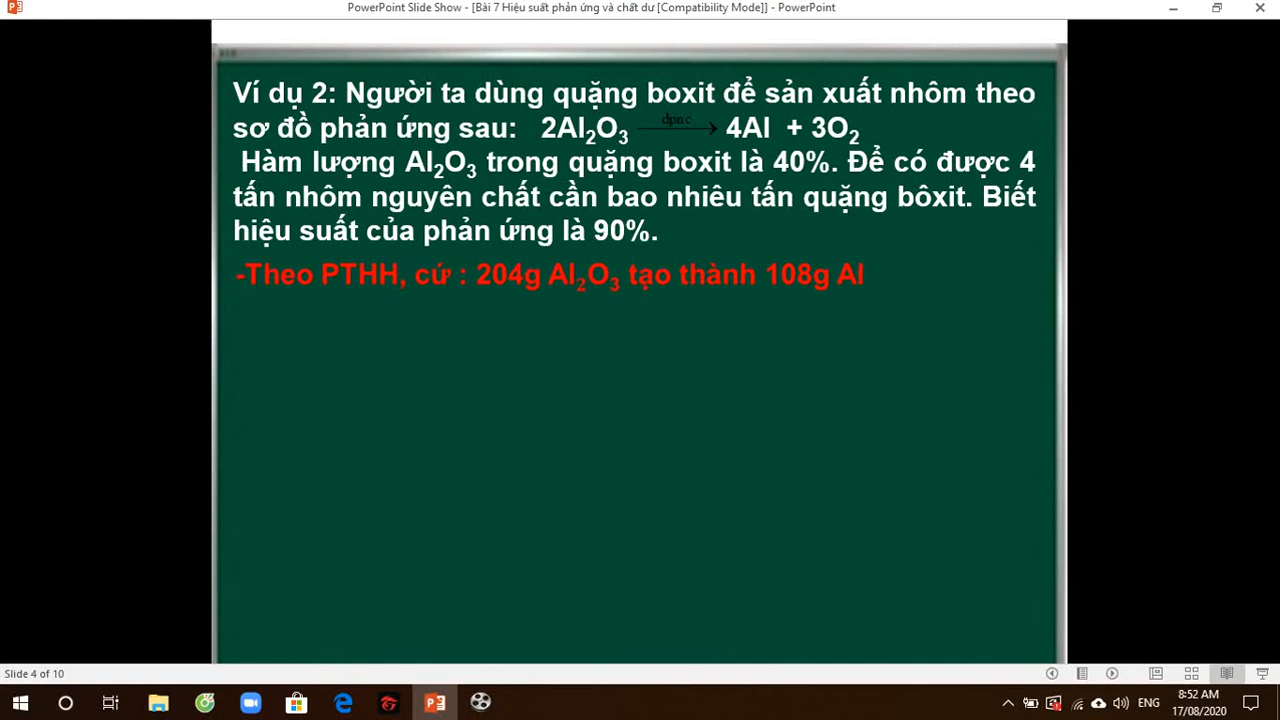 PowerPoint Slide Show - [Bài 7 Hiệu suất phản ứng và chất dư [Compatibility Mode]] - PowerPoint
Ví dụ 2: Người ta dùng quặng boxit để sản xuất nhôm theo
sơ đồ phản ứng sau: 2Al₂O₃ dpnc → 4Al + 3O₂
Hàm lượng Al₂O₃ trong quặng boxit là 40%. Để có được 4
tấn nhôm nguyên chất cần bao nhiêu tấn quặng bôxit. Biết
hiệu suất của phản ứng là 90%.
-Theo PTHH, cứ : 204g Al₂O₃ tạo thành 108g Al
Slide 4 of 10
ENG
8:52 AM
17/08/2020